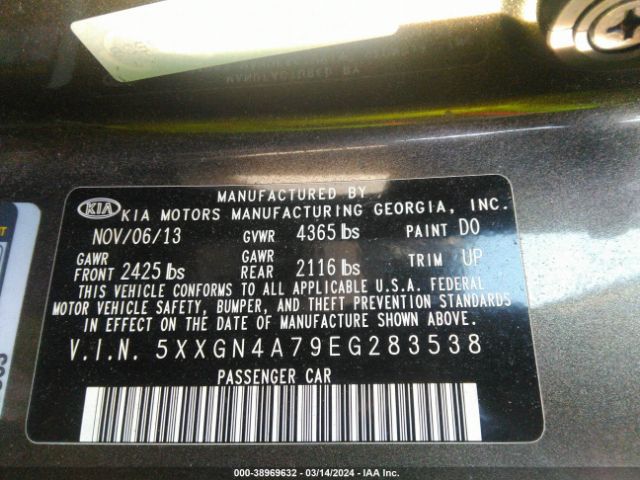 MANUFACTURED BY
KIA KIA MOTORS MANUFACTURING GEORGIA, INC.
NOV/06/13 GVWR 4365 lbs PAINT D0
GAWR FRONT 2425 lbs GAWR REAR 2116 lbs TRIM UP
THIS VEHICLE CONFORMS TO ALL APPLICABLE U.S.A. FEDERAL
MOTOR VEHICLE SAFETY, BUMPER, AND THEFT PREVENTION STANDARDS
IN EFFECT ON THE DATE OF MANUFACTURE SHOWN ABOVE.
V.I.N. 5XXGN4A79EG283538
PASSENGER CAR
000-38969632 - 03/14/2024 - IAA Inc.